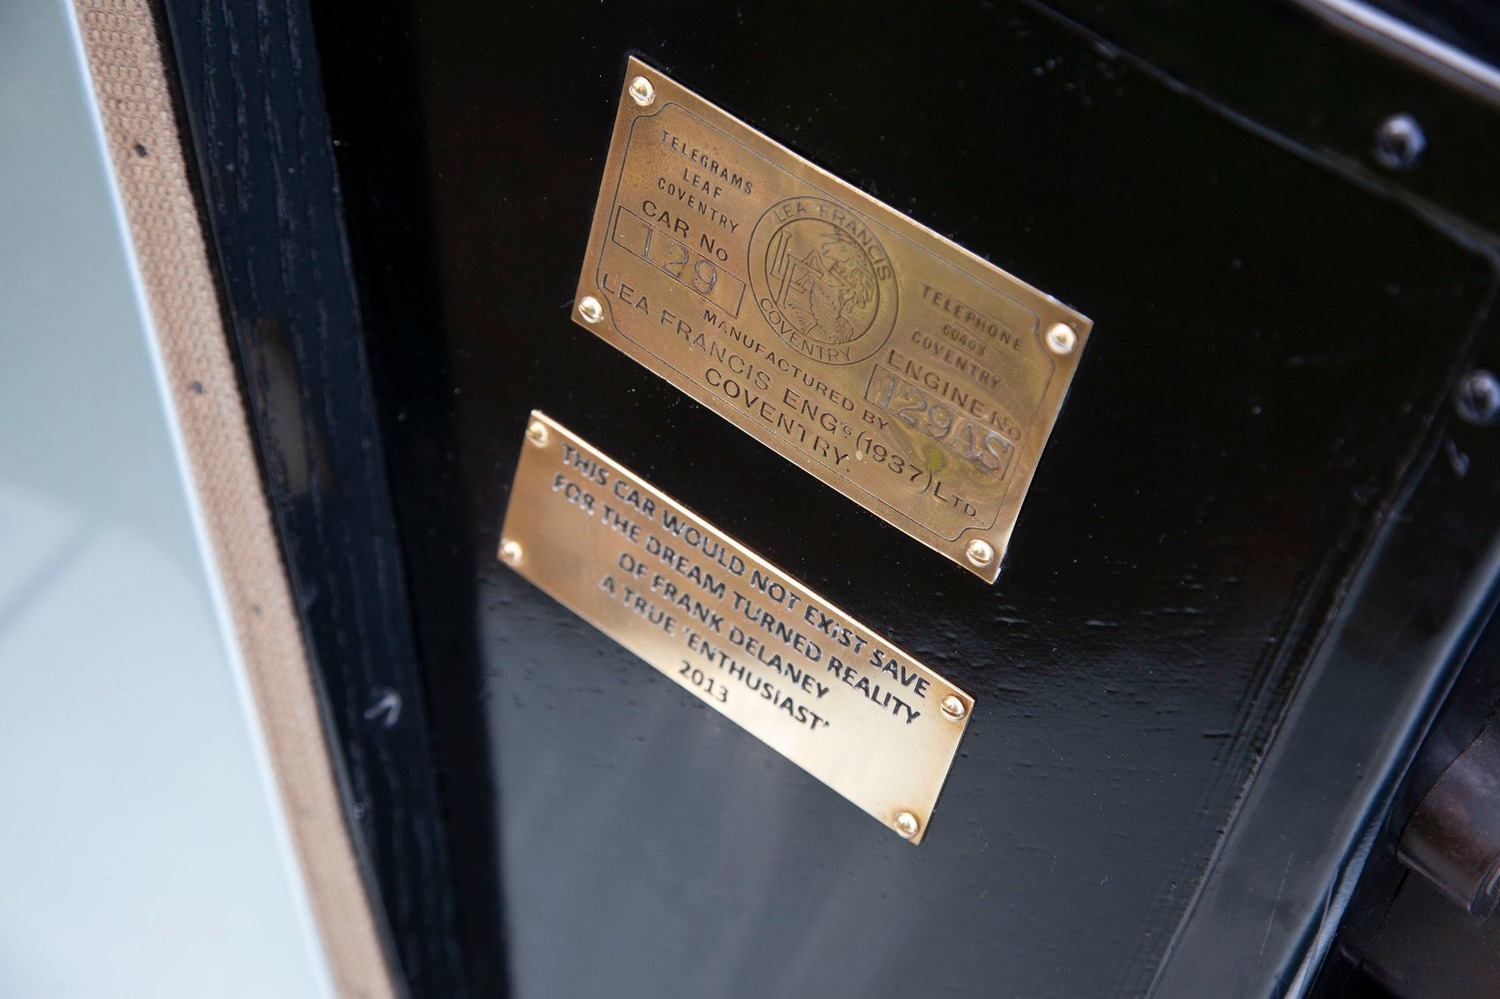 TELEGRAMS
LEAF
COVENTRY
CAR No
129
LEA FRANCIS
COVENTRY
TELEPHONE
60403
COVENTRY
ENGINE No
129AS
MANUFACTURED BY
LEA FRANCIS ENGS (1937) LTD
COVENTRY.
THIS CAR WOULD NOT EXIST SAVE
FOR THE DREAM TURNED REALITY
OF FRANK DELANEY
A TRUE 'ENTHUSIAST'
2013